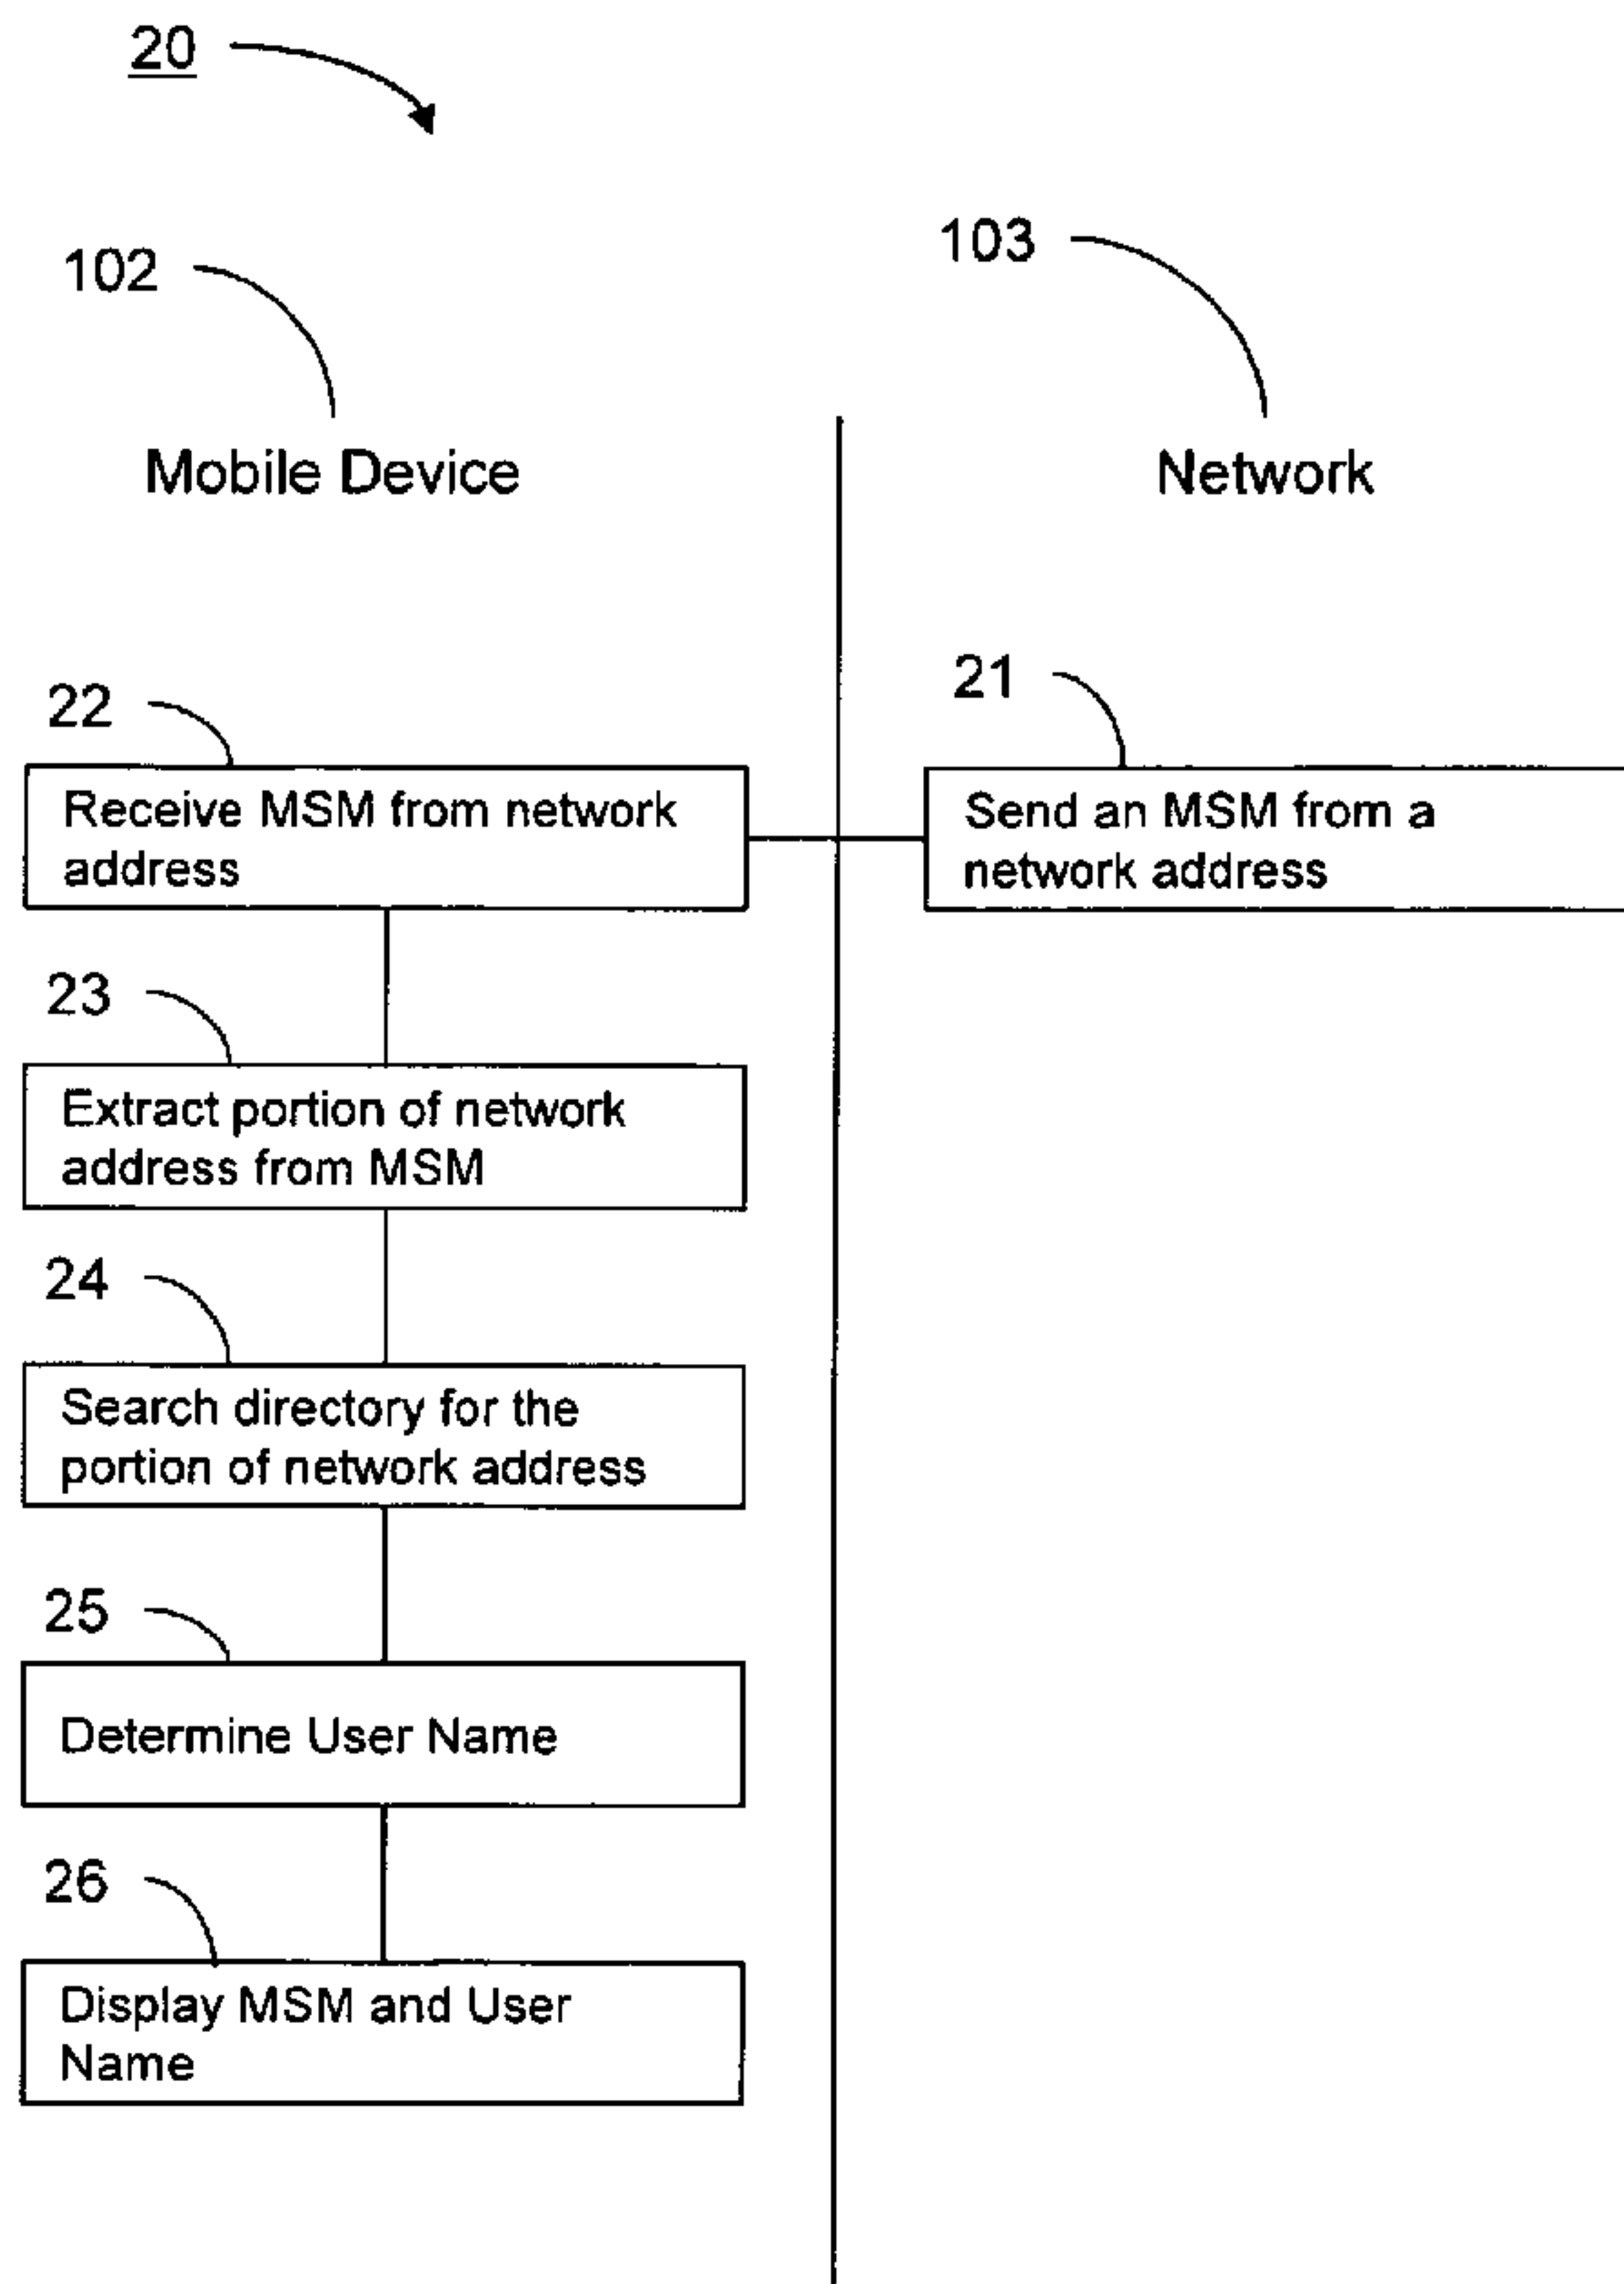 20
102
103
Mobile Device
Network
22
21
Receive MSM from network
address
Send an MSM from a
network address
23
Extract portion of network
address from MSM
24
Search directory for the
portion of network address
25
Determine User Name
26
Display MSM and User
Name